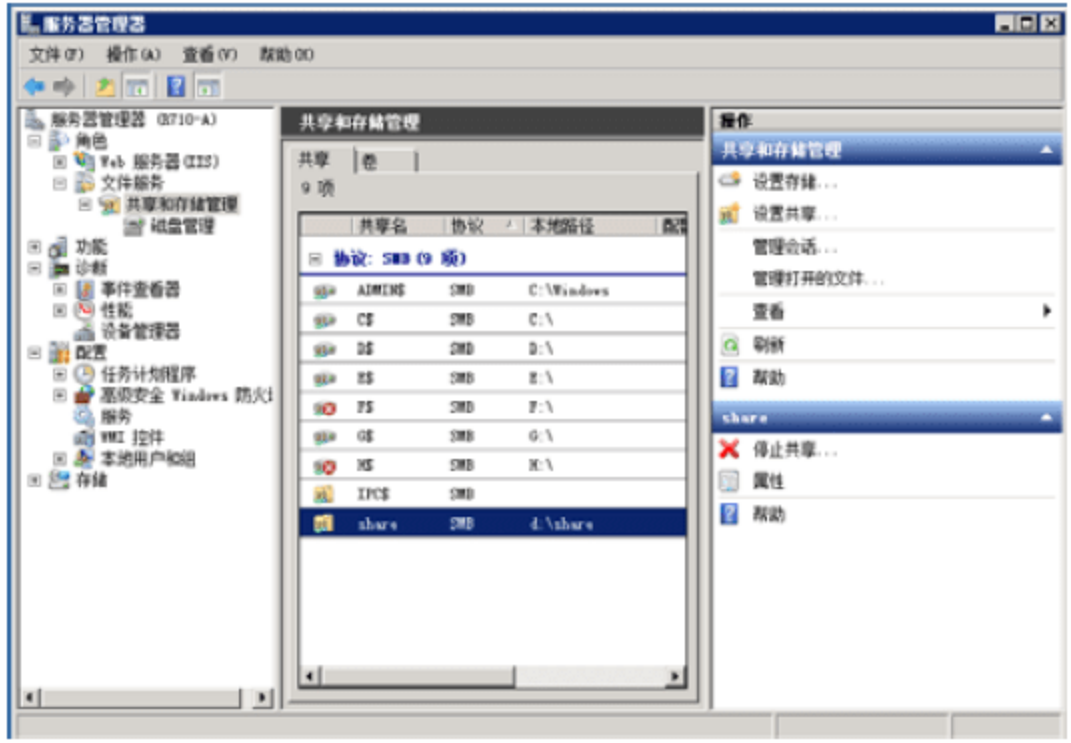 服务器管理器
文件(F) 操作(A) 查看(V) 帮助(H)
服务器管理器 (R710-A)
角色
Web 服务器(IIS)
文件服务
共享和存储管理
磁盘管理
功能
诊断
事件查看器
性能
设备管理器
配置
任务计划程序
高级安全 Windows 防火
服务
WMI 控件
本地用户和组
存储
共享和存储管理
共享 卷
9 项
共享名 协议 本地路径 配置
协议: SMB (9 项)
ADMIN$ SMB C:\Windows
C$ SMB C:\
D$ SMB D:\
E$ SMB E:\
F$ SMB F:\
G$ SMB G:\
H$ SMB H:\
IPC$ SMB
share SMB d:\share
操作
共享和存储管理
设置存储...
设置共享...
管理会话...
管理打开的文件...
查看
刷新
帮助
share
停止共享...
属性
帮助